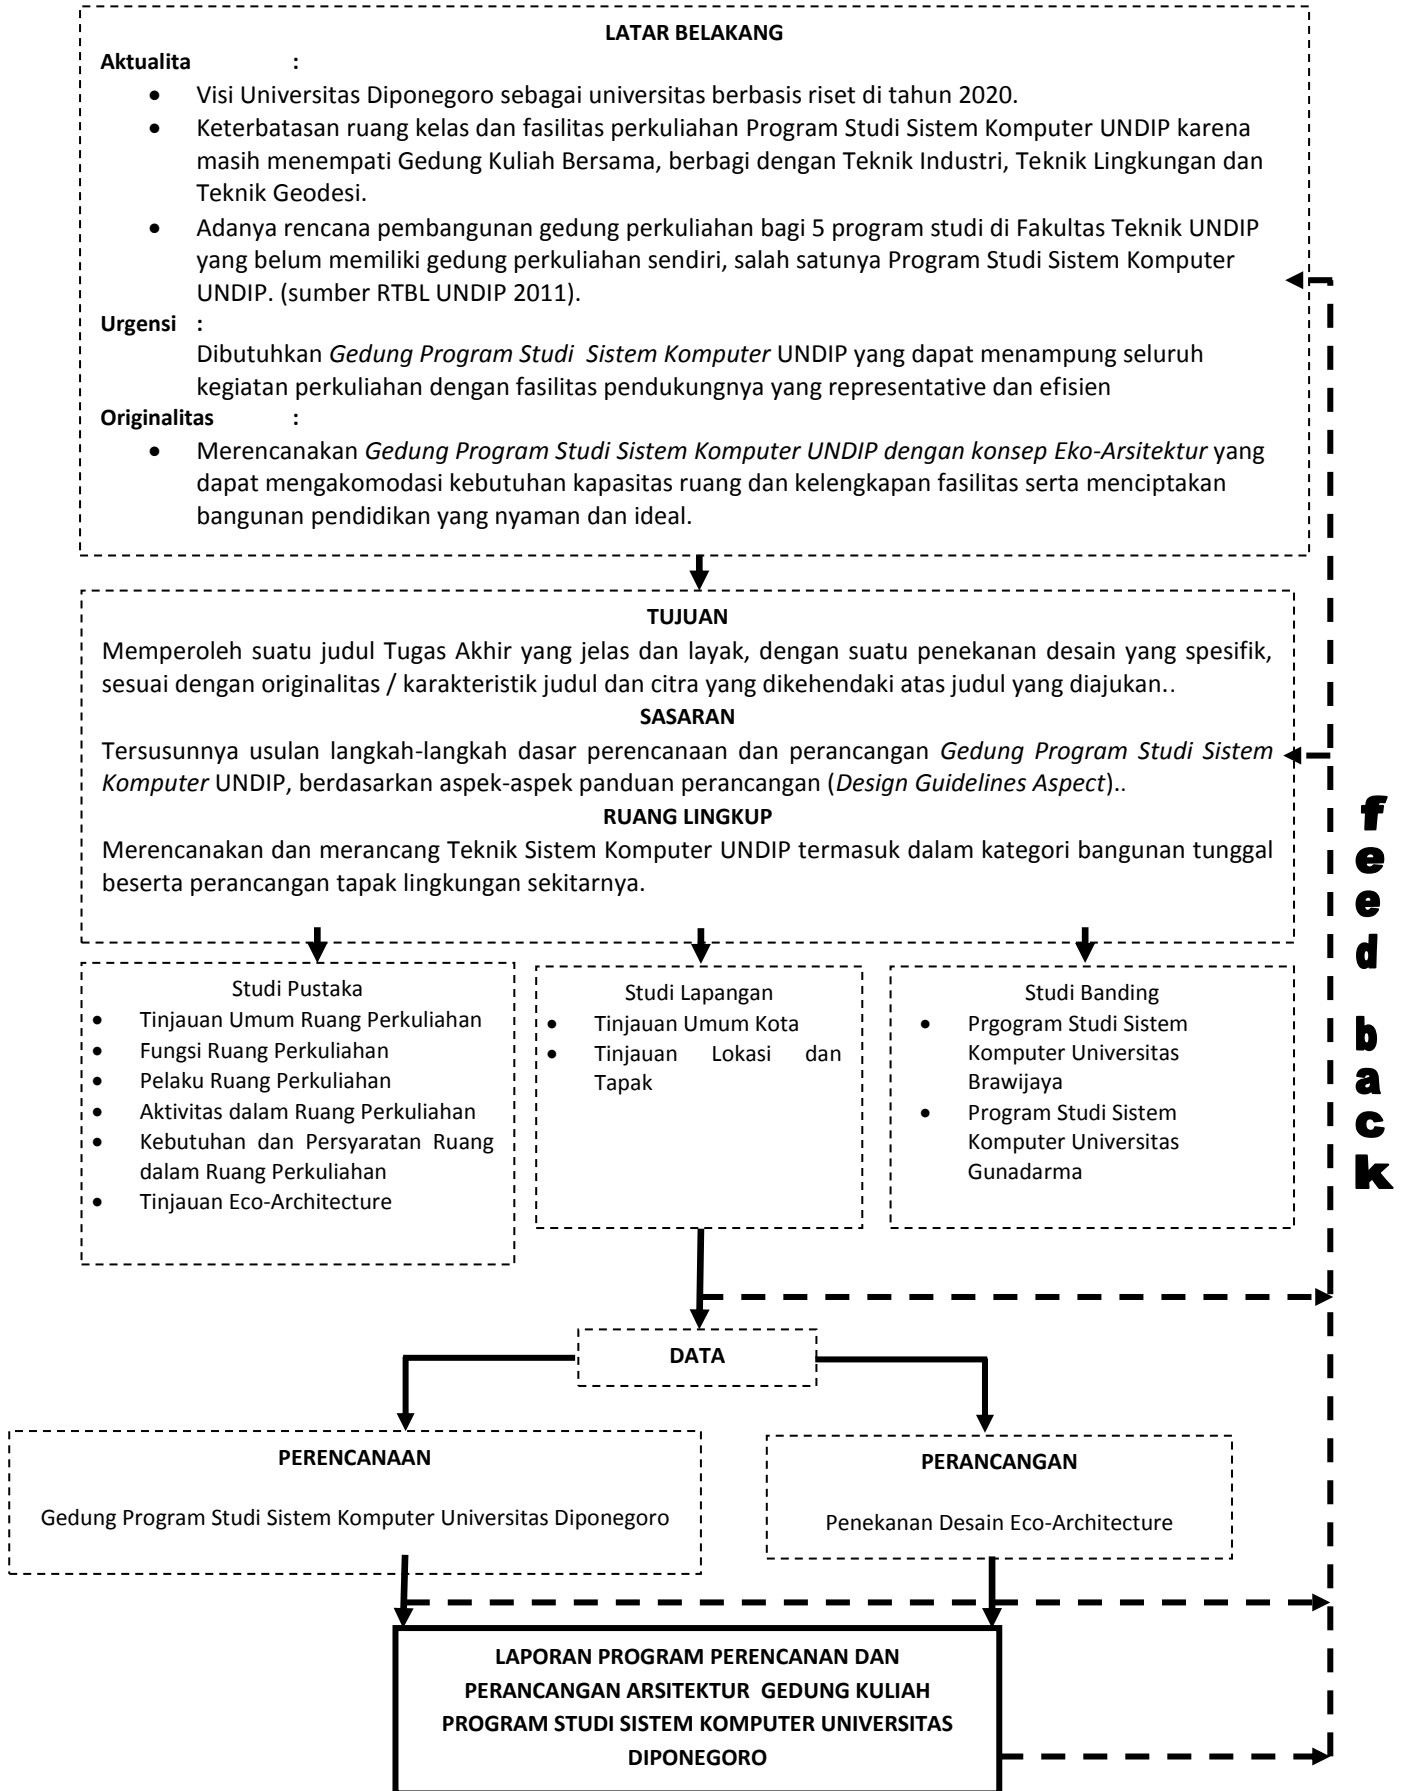 LATAR BELAKANG
Aktualita :
• Visi Universitas Diponegoro sebagai universitas berbasis riset di tahun 2020.
• Keterbatasan ruang kelas dan fasilitas perkuliahan Program Studi Sistem Komputer UNDIP karena
masih menempati Gedung Kuliah Bersama, berbagi dengan Teknik Industri, Teknik Lingkungan dan
Teknik Geodesi.
• Adanya rencana pembangunan gedung perkuliahan bagi 5 program studi di Fakultas Teknik UNDIP
yang belum memiliki gedung perkuliahan sendiri, salah satunya Program Studi Sistem Komputer
UNDIP. (sumber RTBL UNDIP 2011).
Urgensi :
Dibutuhkan Gedung Program Studi Sistem Komputer UNDIP yang dapat menampung seluruh
kegiatan perkuliahan dengan fasilitas pendukungnya yang representative dan efisien
Originalitas :
• Merencanakan Gedung Program Studi Sistem Komputer UNDIP dengan konsep Eko-Arsitektur yang
dapat mengakomodasi kebutuhan kapasitas ruang dan kelengkapan fasilitas serta menciptakan
bangunan pendidikan yang nyaman dan ideal.
TUJUAN
Memperoleh suatu judul Tugas Akhir yang jelas dan layak, dengan suatu penekanan desain yang spesifik,
sesuai dengan originalitas / karakteristik judul dan citra yang dikehendaki atas judul yang diajukan..
SASARAN
Tersusunnya usulan langkah-langkah dasar perencanaan dan perancangan Gedung Program Studi Sistem
Komputer UNDIP, berdasarkan aspek-aspek panduan perancangan (Design Guidelines Aspect)..
RUANG LINGKUP
Merencanakan dan merancang Teknik Sistem Komputer UNDIP termasuk dalam kategori bangunan tunggal
beserta perancangan tapak lingkungan sekitarnya.
Studi Pustaka
• Tinjauan Umum Ruang Perkuliahan
• Fungsi Ruang Perkuliahan
• Pelaku Ruang Perkuliahan
• Aktivitas dalam Ruang Perkuliahan
• Kebutuhan dan Persyaratan Ruang
dalam Ruang Perkuliahan
• Tinjauan Eco-Architecture
Studi Lapangan
• Tinjauan Umum Kota
• Tinjauan Lokasi dan
Tapak
Studi Banding
• Prgogram Studi Sistem
Komputer Universitas
Brawijaya
• Program Studi Sistem
Komputer Universitas
Gunadarma
feed back
DATA
PERENCANAAN
Gedung Program Studi Sistem Komputer Universitas Diponegoro
PERANCANGAN
Penekanan Desain Eco-Architecture
LAPORAN PROGRAM PERENCANAN DAN
PERANCANGAN ARSITEKTUR GEDUNG KULIAH
PROGRAM STUDI SISTEM KOMPUTER UNIVERSITAS
DIPONEGORO